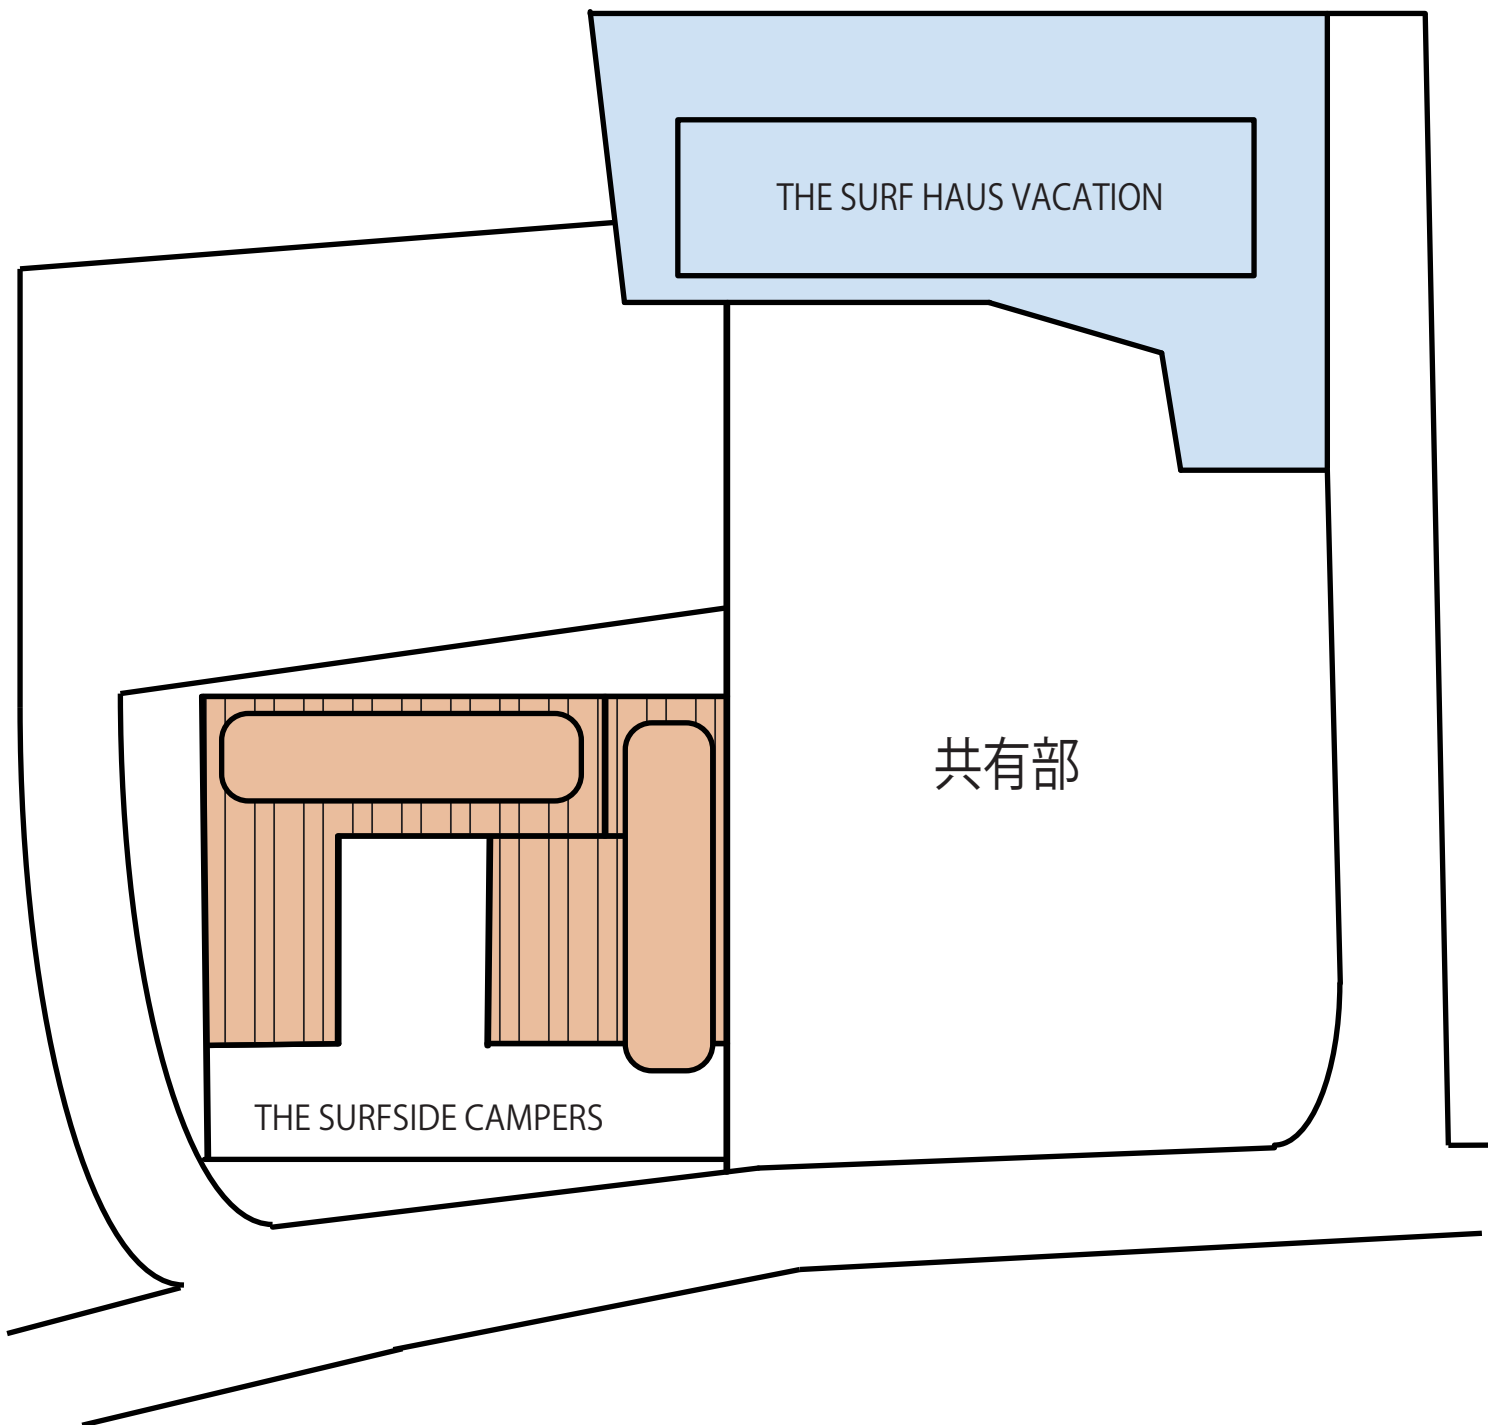 THE SURF HAUS VACATION
共有部
THE SURFSIDE CAMPERS